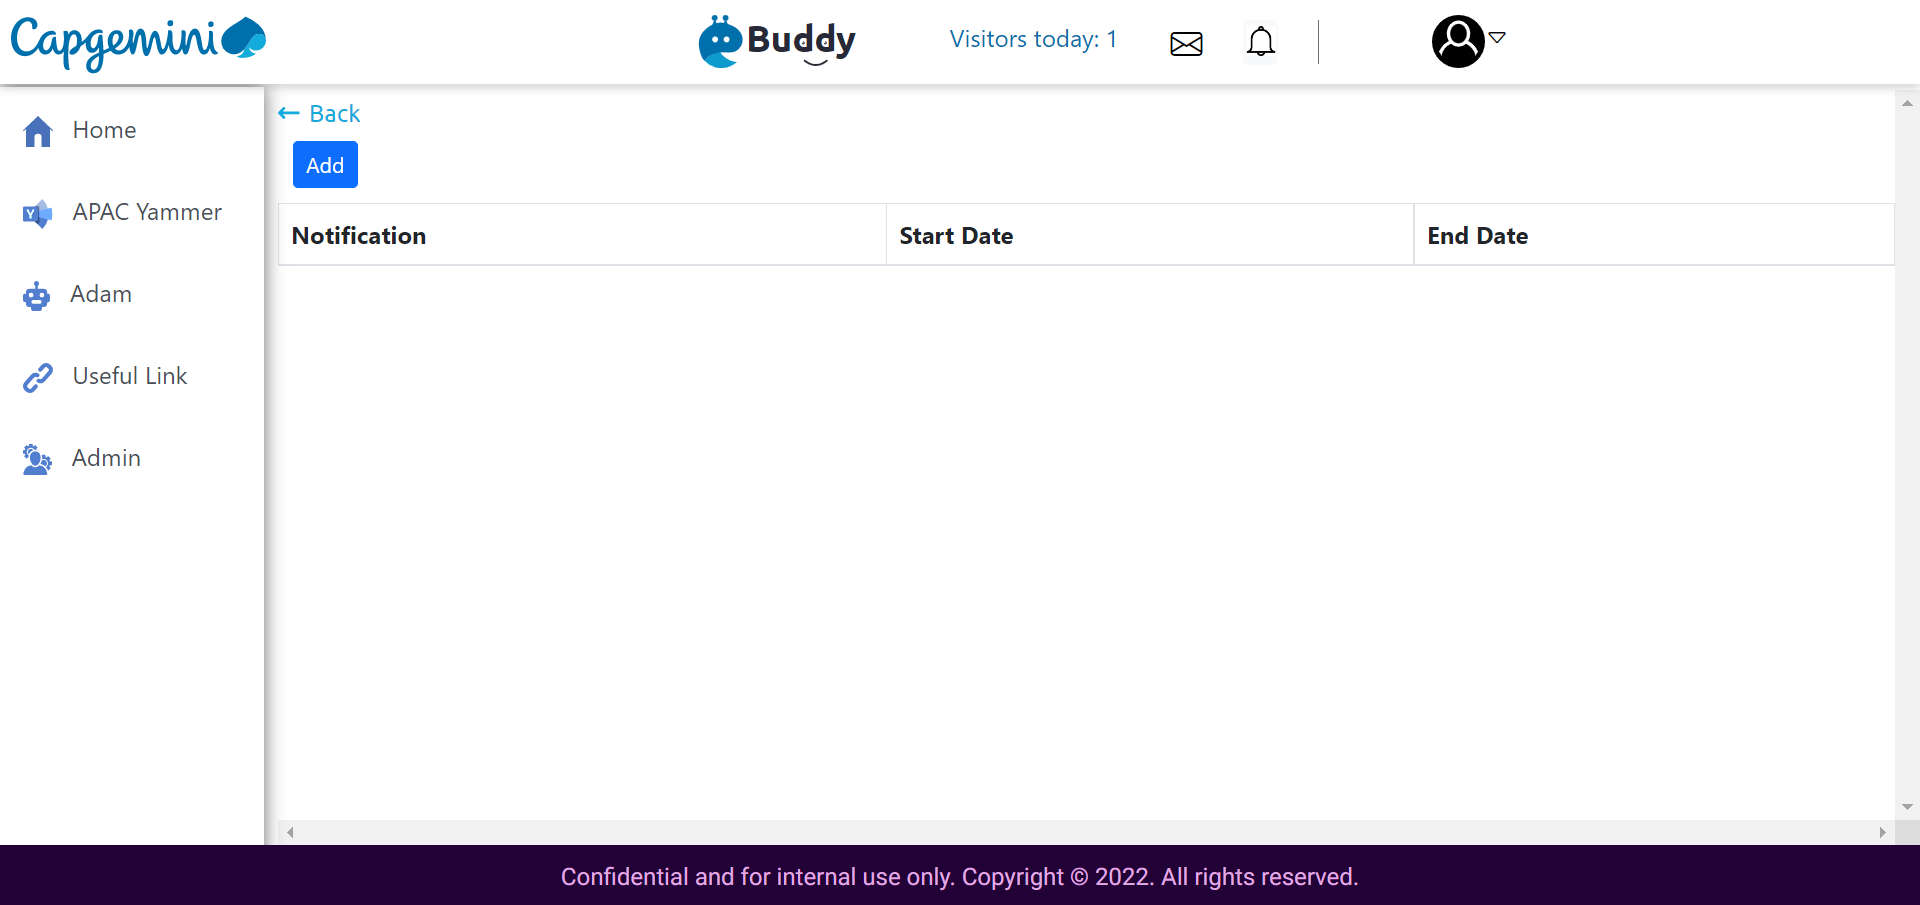 Capgemini
Buddy
Visitors today: 1
Home
APAC Yammer
Adam
Useful Link
Admin
← Back
Add
Notification Start Date End Date
Confidential and for internal use only. Copyright © 2022. All rights reserved.